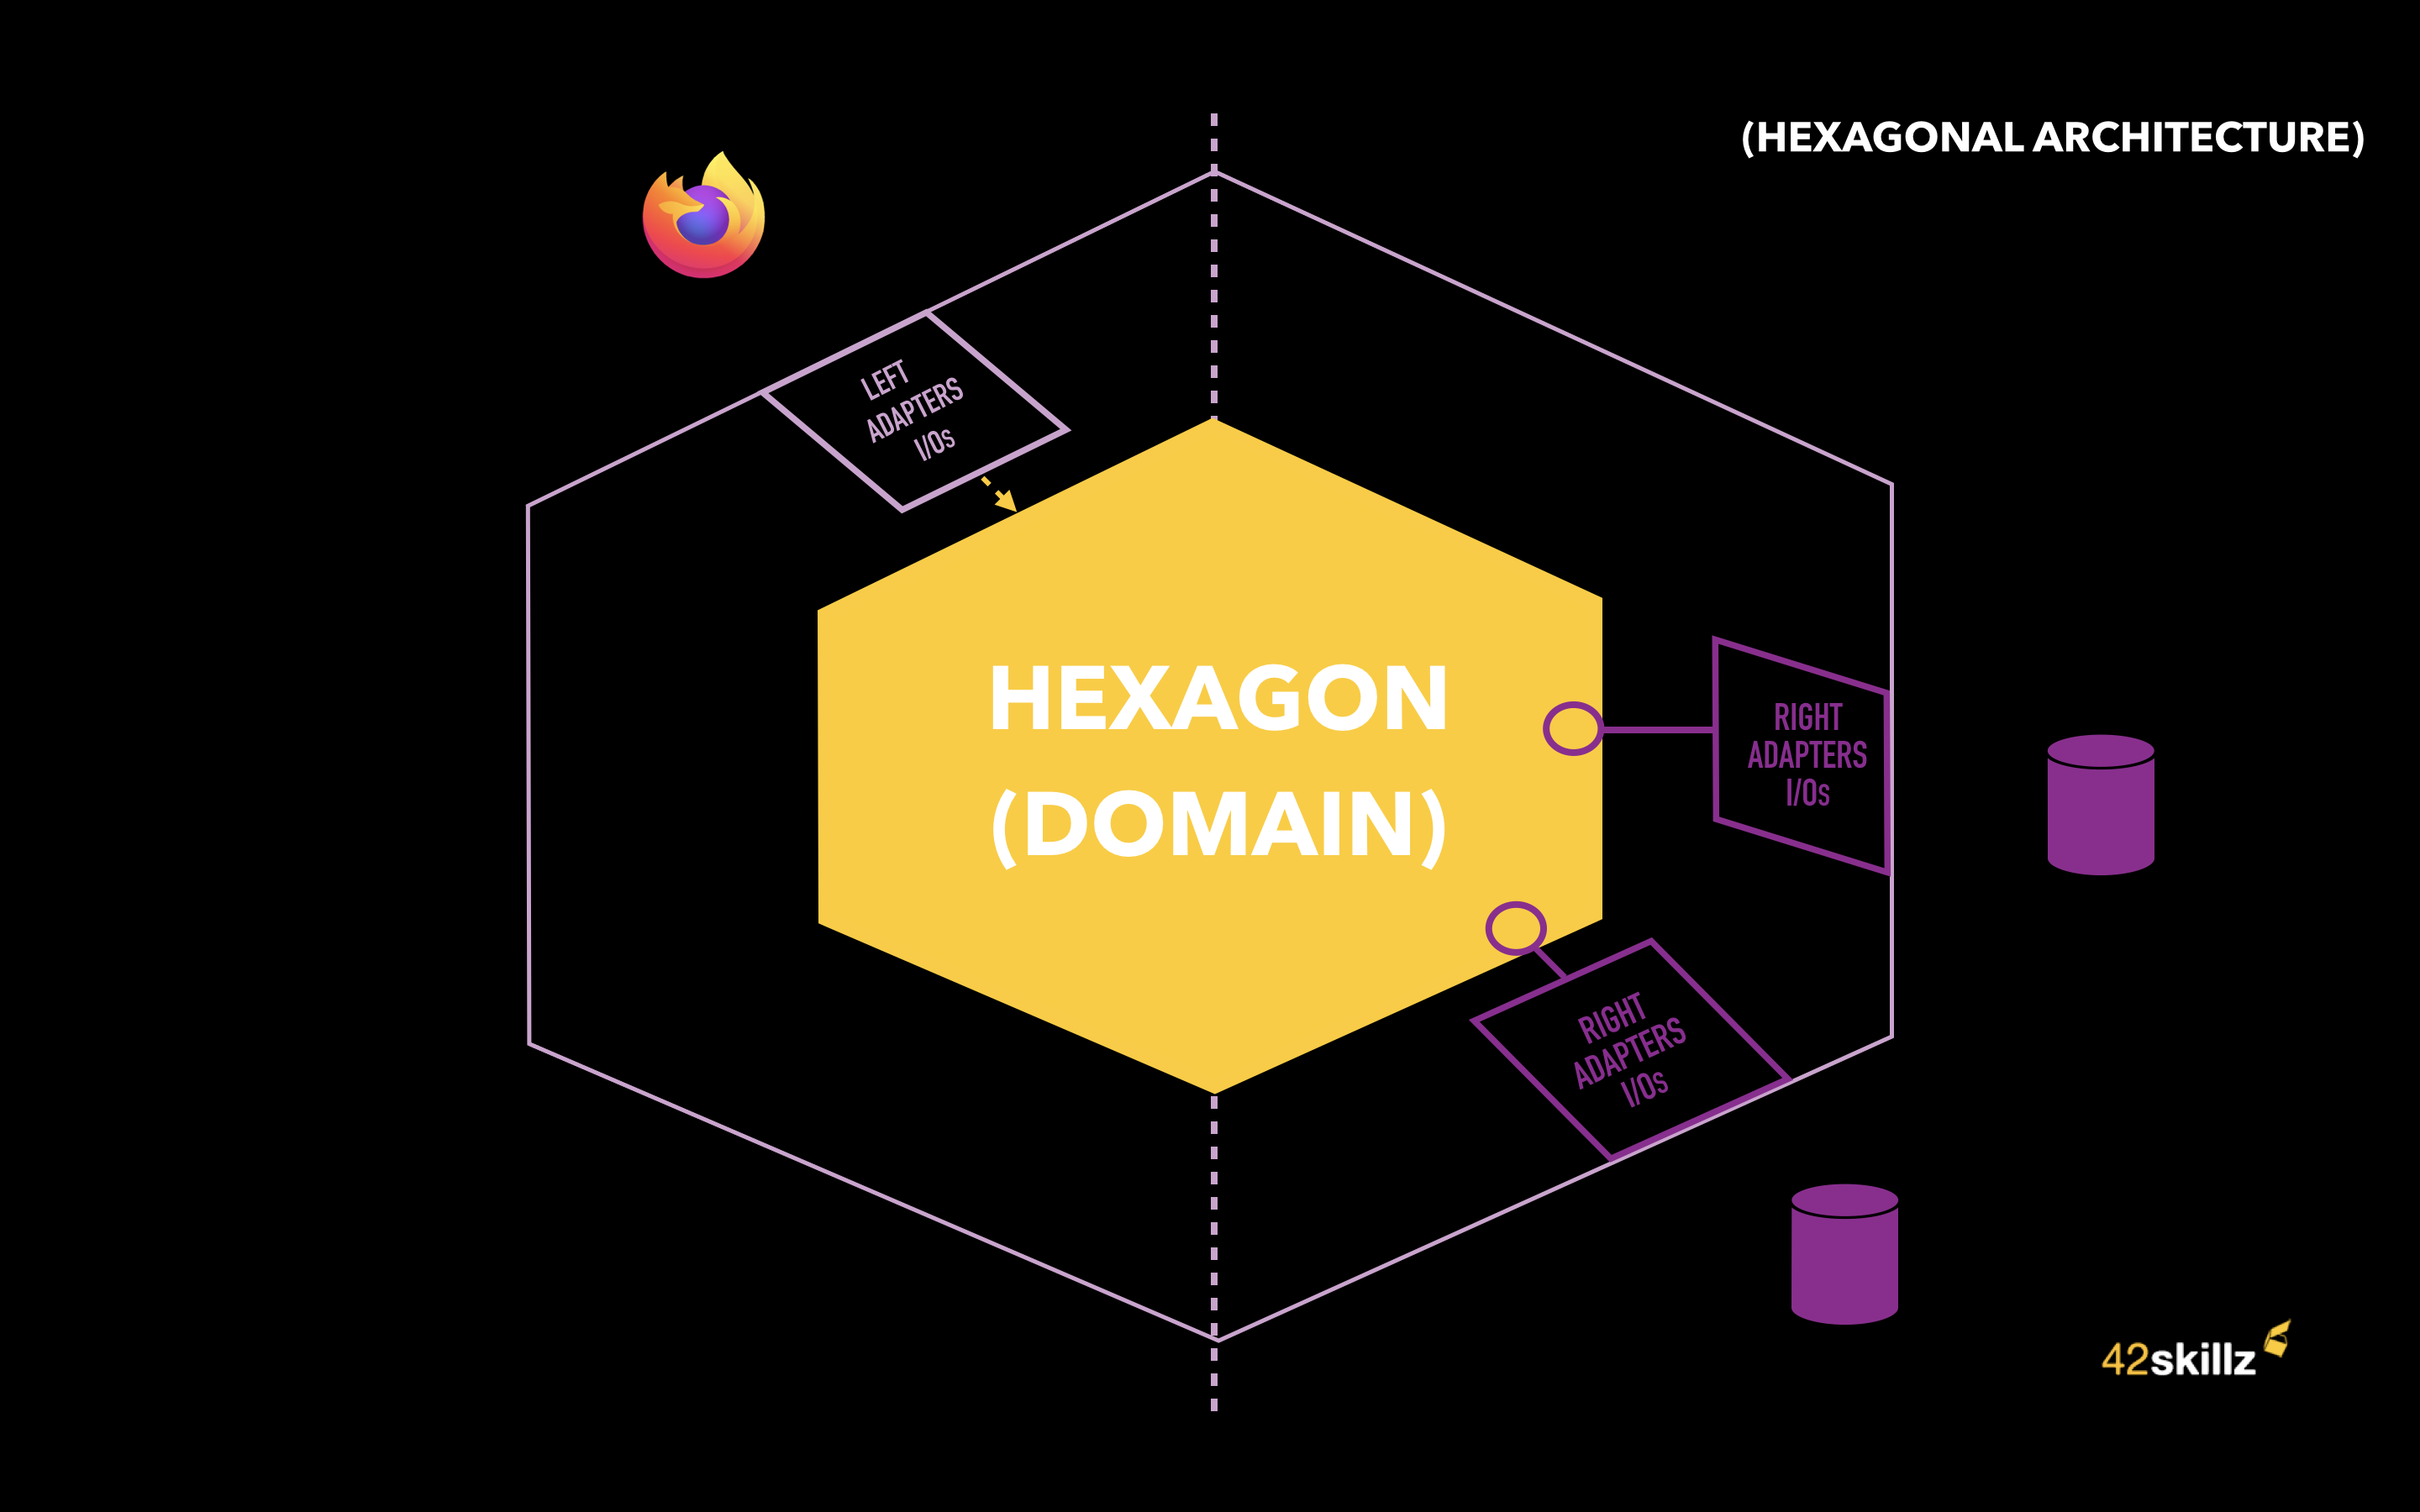 (HEXAGONAL ARCHITECTURE)
LEFT
ADAPTERS
I/Os
HEXAGON
(DOMAIN)
RIGHT
ADAPTERS
I/Os
RIGHT
ADAPTERS
I/Os
42skillz